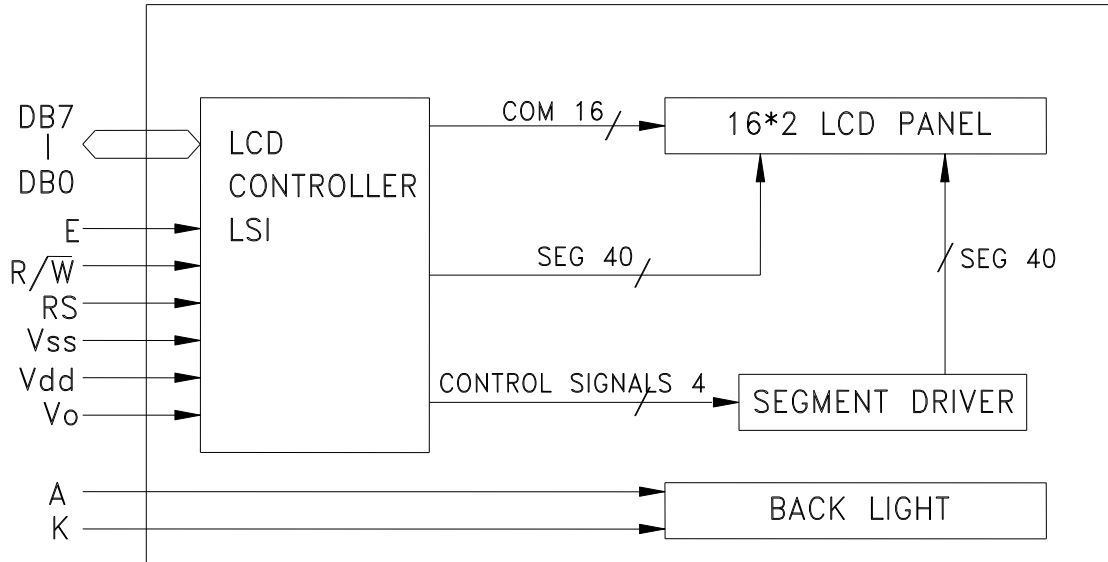 DB7
DB0
E
R/W̅
RS
Vss
Vdd
Vo
A
K
LCD
CONTROLLER
LSI
COM 16
16*2 LCD PANEL
SEG 40
SEG 40
CONTROL SIGNALS 4
SEGMENT DRIVER
BACK LIGHT